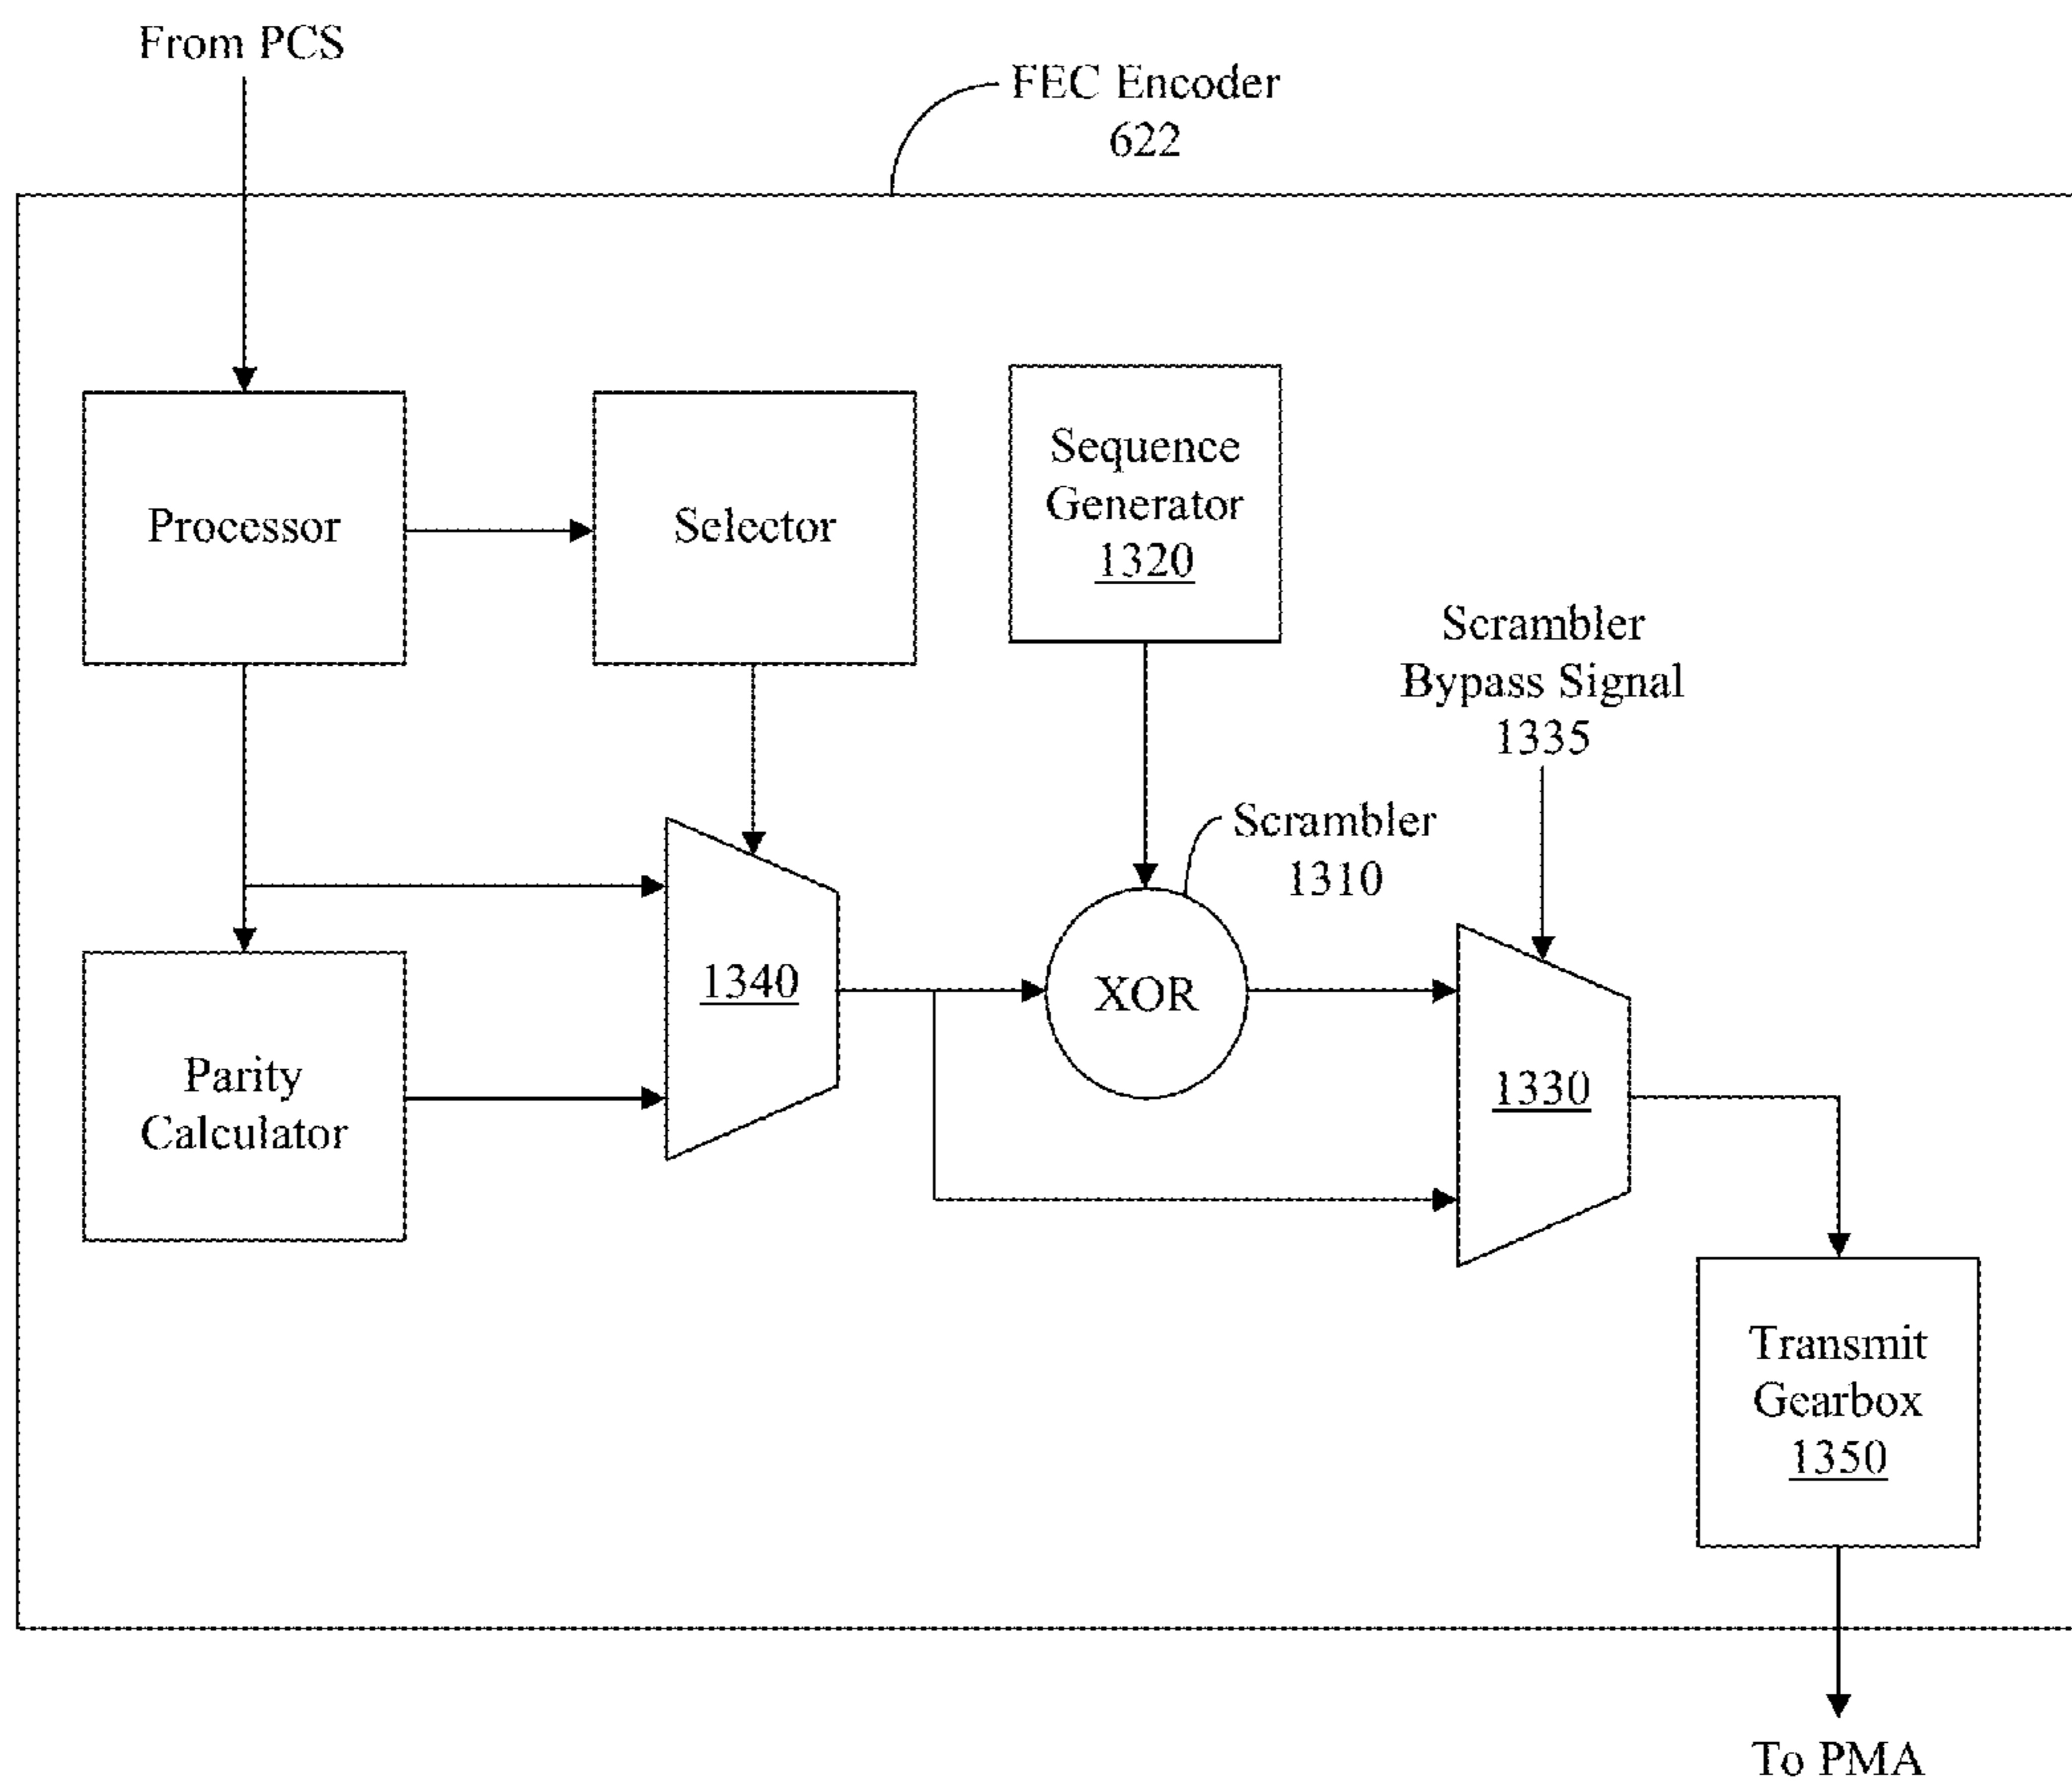 From PCS
FEC Encoder
622
Processor
Selector
Sequence
Generator
1320
Scrambler
Bypass Signal
1335
Scrambler
1310
1340
XOR
1330
Parity
Calculator
Transmit
Gearbox
1350
To PMA